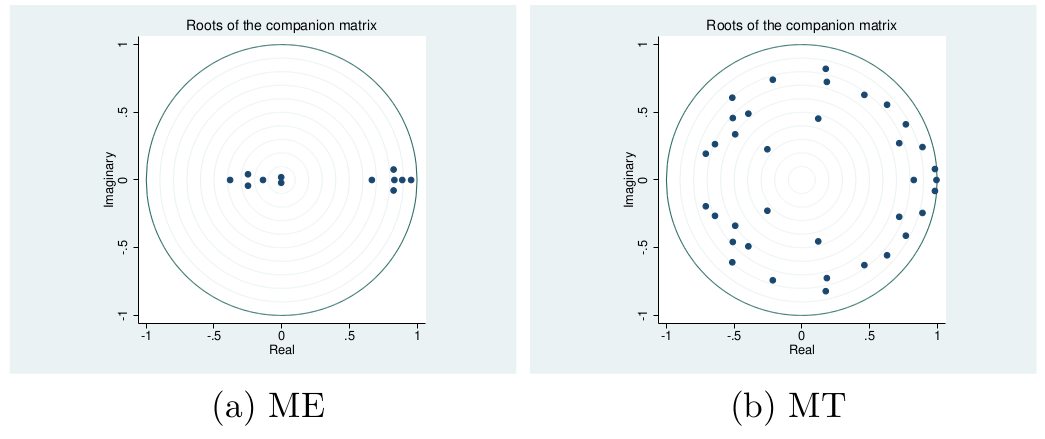 Roots of the companion matrix
1
.5
0
-.5
-1
Imaginary
-1 -.5 0 .5 1
Real
(a) ME
Roots of the companion matrix
1
.5
0
-.5
-1
Imaginary
-1 -.5 0 .5 1
Real
(b) MT